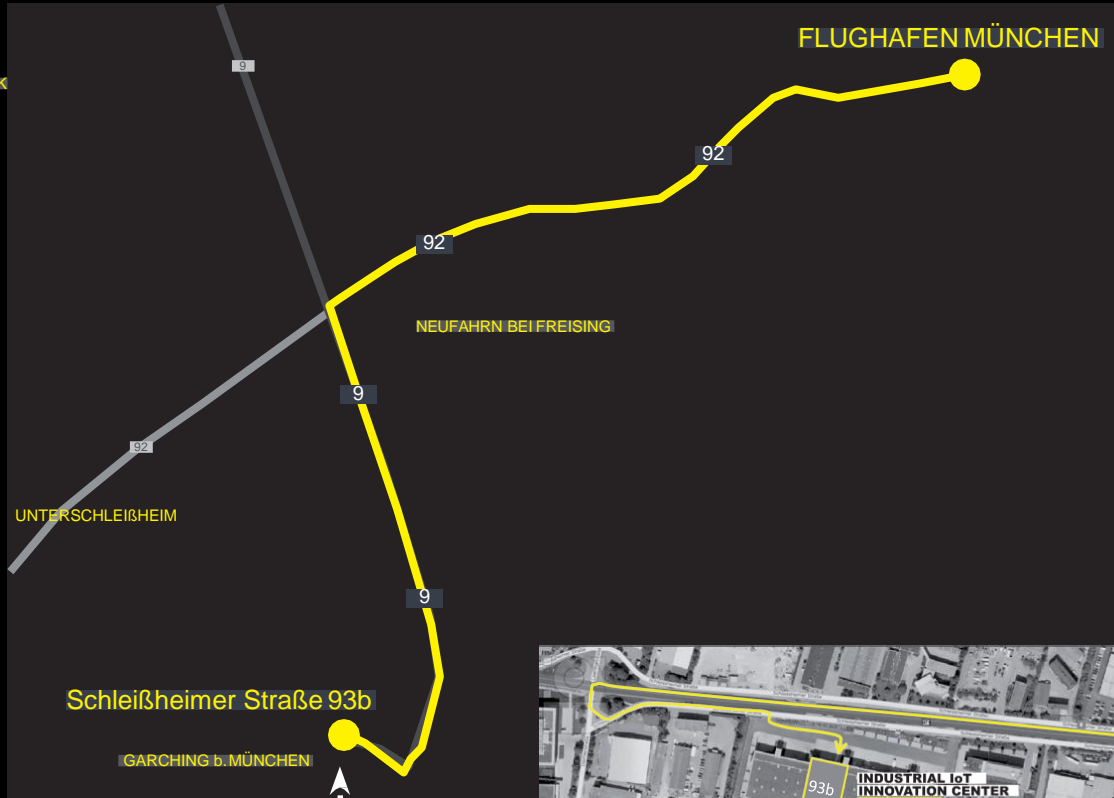 FLUGHAFEN MÜNCHEN
9
K
92
92
NEUFAHRN BEI FREISING
9
92
UNTERSCHLEIßHEIM
9
Schleißheimer Straße 93b
GARCHING b. MÜNCHEN
93b
INDUSTRIAL IoT
INNOVATION CENTER